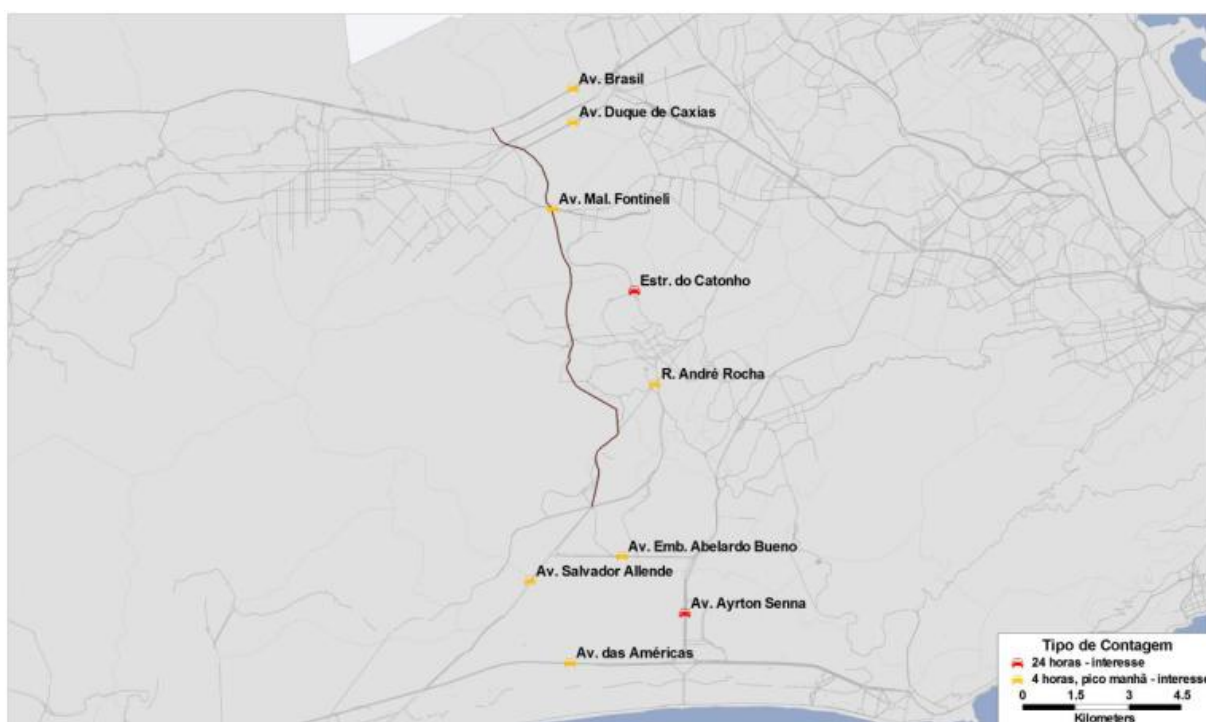 Av. Brasil
Av. Duque de Caxias
Av. Mal. Fontineli
Estr. do Catonho
R. André Rocha
Av. Emb. Abelardo Bueno
Av. Salvador Allende
Av. Ayrton Senna
Av. das Américas
Tipo de Contagem
24 horas - interesse
4 horas, pico manhã - interesse
0 1.5 3 4.5
Kilometers